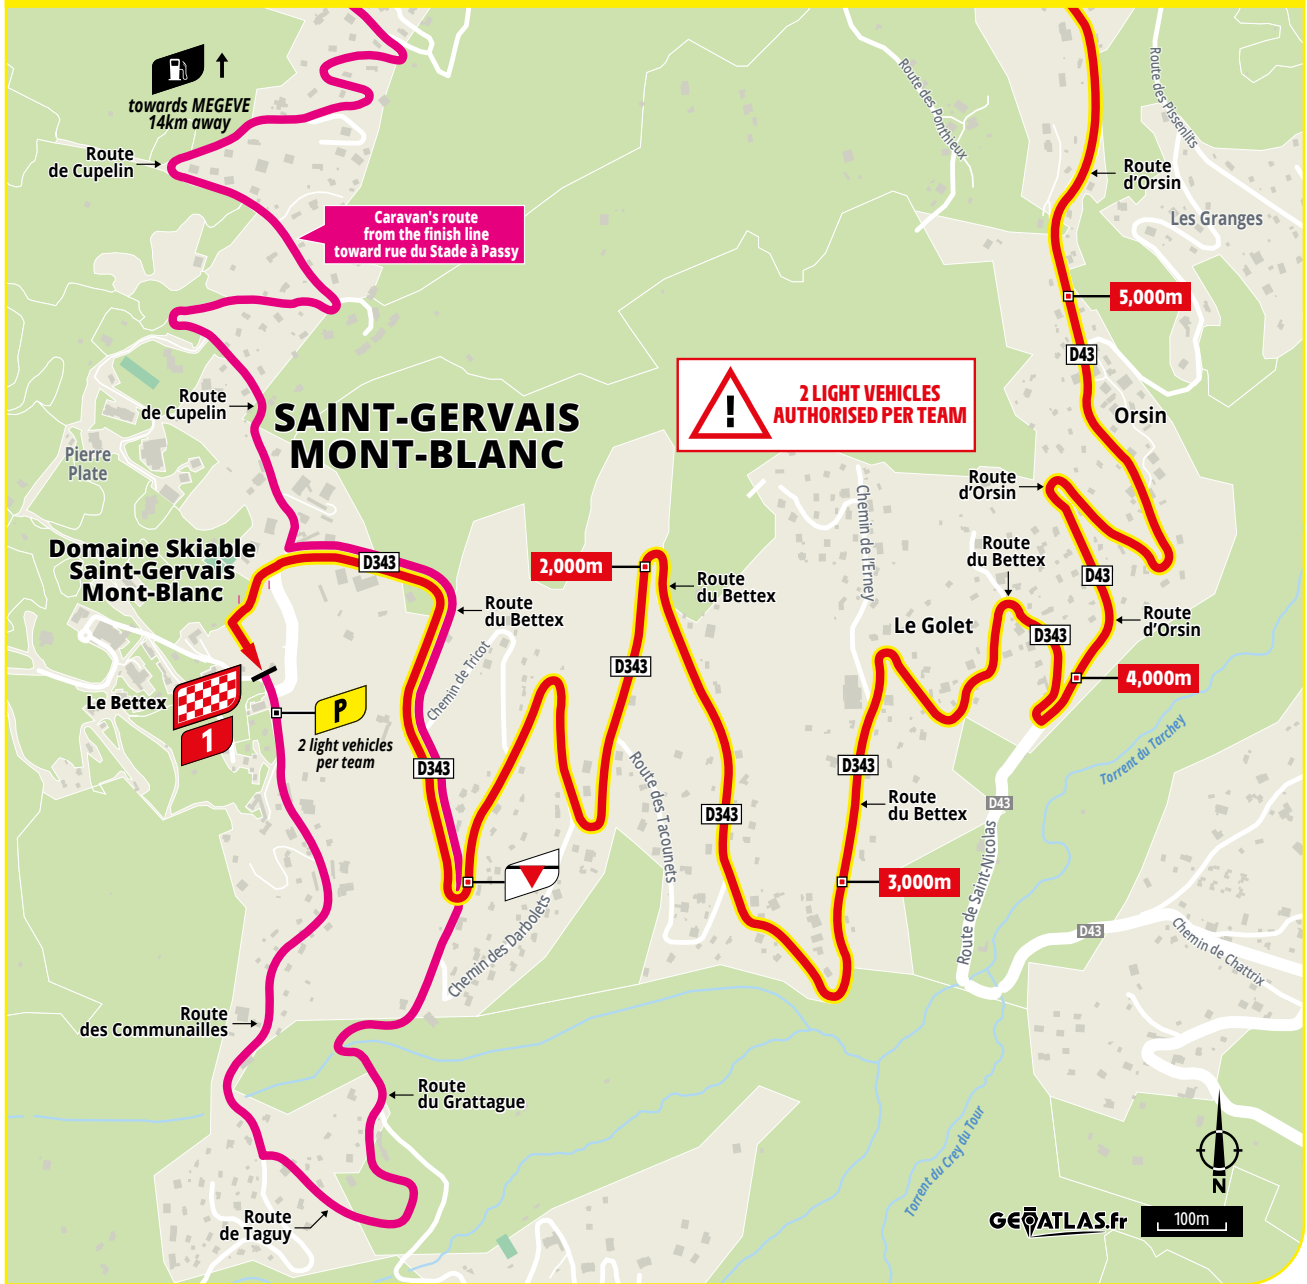 towards MEGEVE
14km away
Route
de Cupelin
Caravan's route
from the finish line
toward rue du Stade à Passy
Route des Ponthieux
Route des Pissenlits
Route
d'Orsin
Les Granges
5,000m
D43
Orsin
2 LIGHT VEHICLES
AUTHORISED PER TEAM
!
Route
de Cupelin
SAINT-GERVAIS
MONT-BLANC
Pierre
Plate
Route
d'Orsin
Chemin de l'Erney
Domaine Skiable
Saint-Gervais
Mont-Blanc
D343
2,000m
Route
du Bettex
Route
du Bettex
Route
du Bettex
D43
Route
d'Orsin
Le Golet
D343
4,000m
Chemin de Tricot
D343
Le Bettex
1
P
2 light vehicles
per team
D343
Route des Tacounets
D343
D343
Route
du Bettex
Torrent du Tarchey
D43
3,000m
Route de Saint-Nicolas
D43
Chemin de Chattrix
Chemin des Darbolets
Route
des Communailles
Route
du Grattague
Torrent du Crey du Tour
Route
de Taguy
N
GEOATLAS.fr
100m